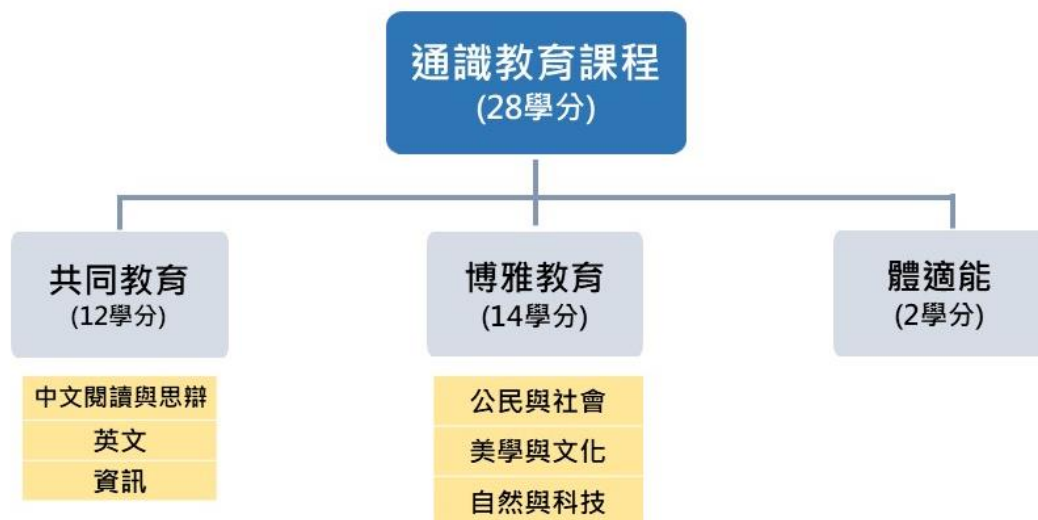 通識教育課程
(28學分)
共同教育
(12學分)
中文閱讀與思辯
英文
資訊
博雅教育
(14學分)
公民與社會
美學與文化
自然與科技
體適能
(2學分)